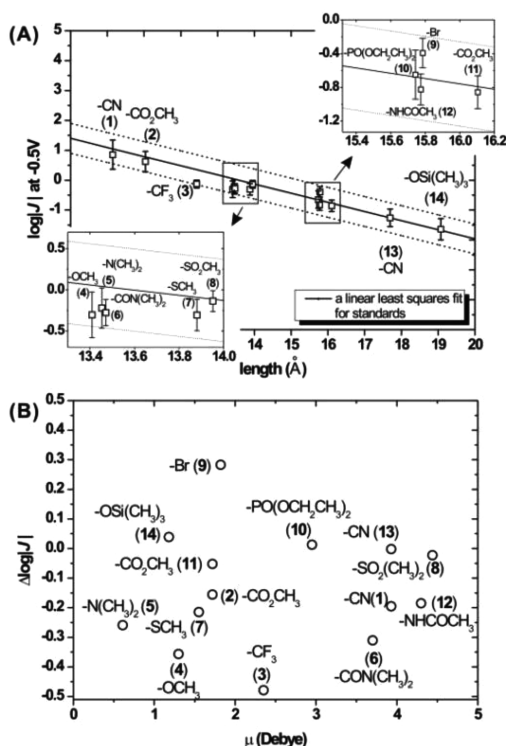 (A)
log|J| at -0.5V
4
3
2
1
0
-1
-CN
(1)
-CO₂CH₃
(2)
-CF₃ (3)
-OSi(CH₃)₃
(14)
(13)
-CN
a linear least squares fit
for standards
14 15 16 17 18 19 20
length (Å)
0.0
-0.4
-0.8
-1.2
-Br
(9)
-PO(OCH₂CH₃)₂
(10)
-CO₂CH₃
(11)
-NHCOCH₃ (12)
15.4 15.6 15.8 16.0 16.2
0.5
0.0
-0.5
-N(CH₃)₂
-OCH₃ (5)
(4)
-CON(CH₃)₂
(6)
-SO₂CH₃
(8)
-SCH₃
(7)
13.4 13.6 13.8 14.0
(B)
Δlog|J|
0.5
0.4
0.3
0.2
0.1
0.0
-0.1
-0.2
-0.3
-0.4
-0.5
-Br (9)
-OSi(CH₃)₃
(14)
-PO(OCH₂CH₃)₂
(10)
-CN (13)
-CO₂CH₃ (11)
-SO₂(CH₃)₂ (8)
(2) -CO₂CH₃
-CN(1)
(12)
-NHCOCH₃
-N(CH₃)₂ (5)
-SCH₃ (7)
(4)
-OCH₃
-CF₃
(3)
(6)
-CON(CH₃)₂
0 1 2 3 4 5
μ (Debye)